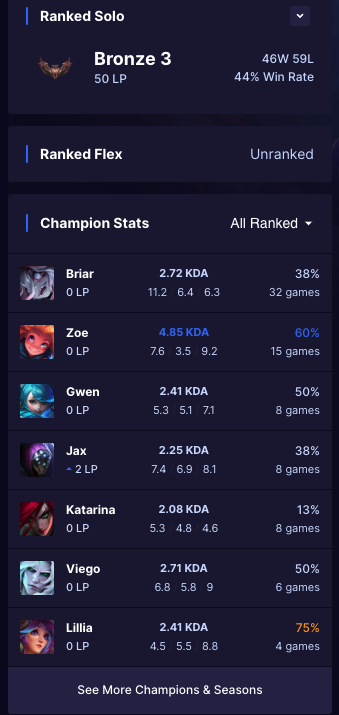 Ranked Solo
Bronze 3
46W 59L
50 LP
44% Win Rate
Ranked Flex
Unranked
Champion Stats
All Ranked
Briar
2.72 KDA
38%
0 LP
11.2 / 6.4 / 6.3
32 games
Zoe
4.85 KDA
60%
0 LP
7.6 / 3.5 / 9.2
15 games
Gwen
2.41 KDA
50%
0 LP
5.3 / 5.1 / 7.1
8 games
Jax
2.25 KDA
38%
2 LP
7.4 / 6.9 / 8.1
8 games
Katarina
2.08 KDA
13%
0 LP
5.3 / 4.8 / 4.6
8 games
Viego
2.71 KDA
50%
0 LP
6.8 / 5.8 / 9
6 games
Lillia
2.41 KDA
75%
0 LP
4.5 / 5.5 / 8.8
4 games
See More Champions & Seasons